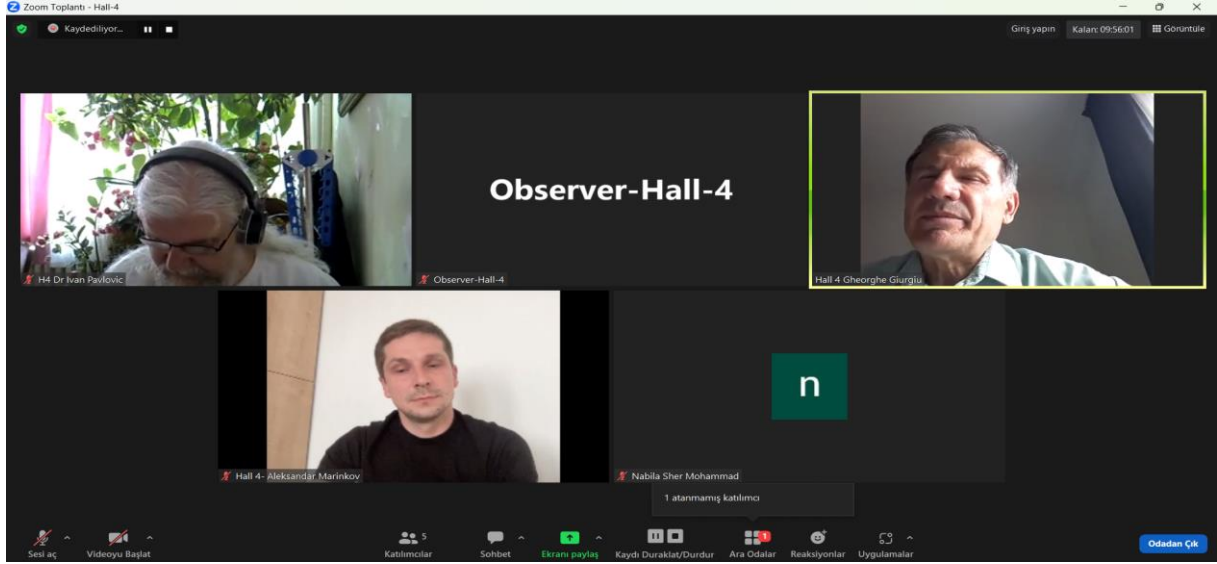 Zoom Toplantı - Hall-4
Kaydediliyor...
Giriş yapın
Kalan: 09:56:01
Görüntüle
H4 Dr Ivan Pavlovic
Observer-Hall-4
Observer-Hall-4
Hall 4 Gheorghe Giurgiu
Hall 4- Aleksandar Marinkov
n
Nabila Sher Mohammad
1 atanmamış katılımcı
Sesi aç
Videoyu Başlat
5
Katılımcılar
Sohbet
Ekranı paylaş
Kaydı Duraklat/Durdur
1
Ara Odalar
Reaksiyonlar
Uygulamalar
Odadan Çık